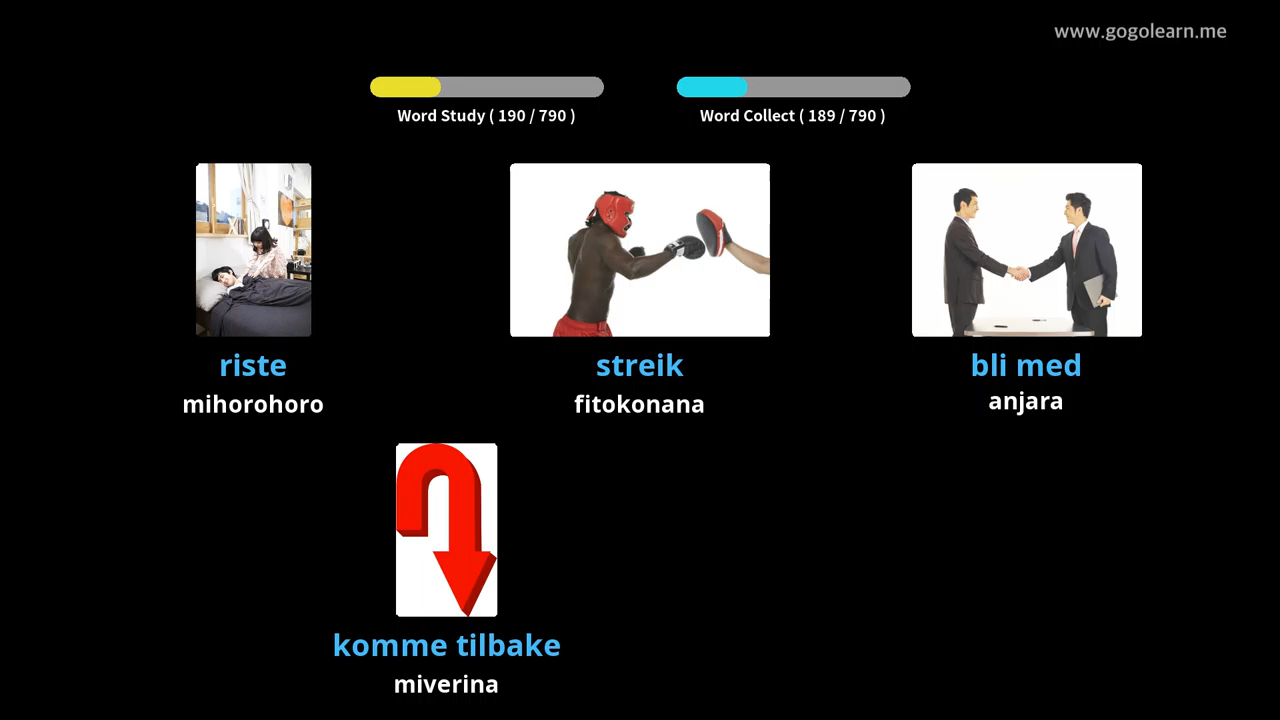 www.gogolearn.me
Word Study ( 190 / 790 )
Word Collect ( 189 / 790 )
riste
mihorohoro
streik
fitokonana
bli med
anjara
komme tilbake
miverina